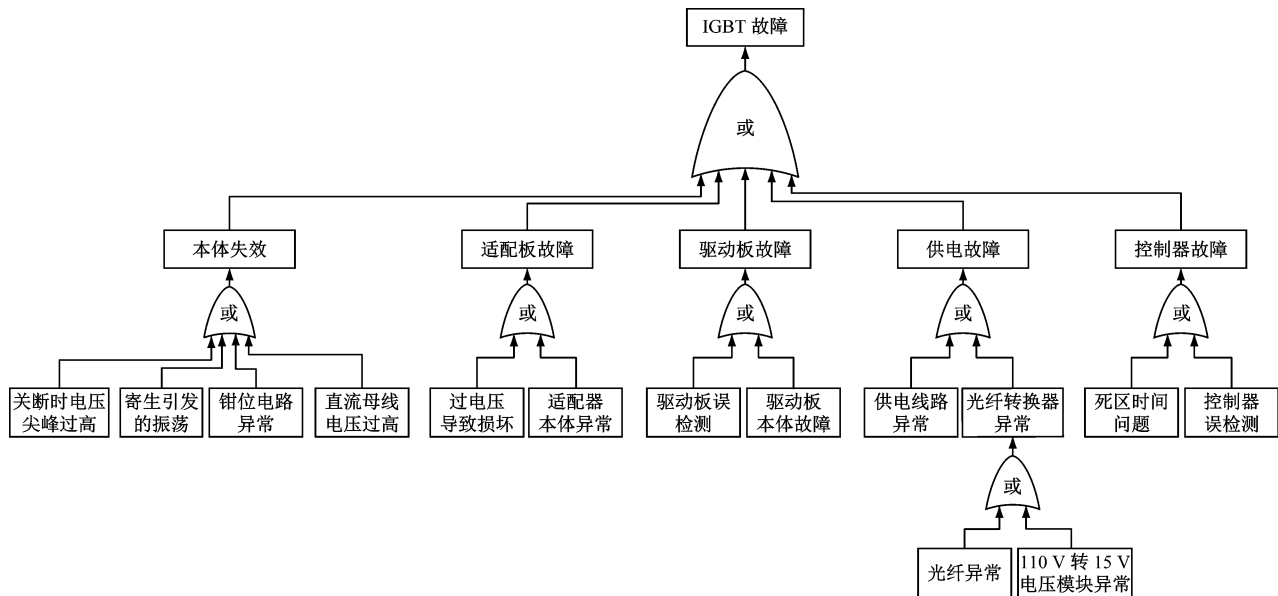 IGBT 故障
或
本体失效
适配板故障
驱动板故障
供电故障
控制器故障
或
或
或
或
或
关断时电压
尖峰过高
寄生引发
的振荡
钳位电路
异常
直流母线
电压过高
过电压
导致损坏
适配器
本体异常
驱动板误
检测
驱动板
本体故障
供电线路
异常
光纤转换器
异常
死区时间
问题
控制器
误检测
或
光纤异常
110 V 转 15 V
电压模块异常